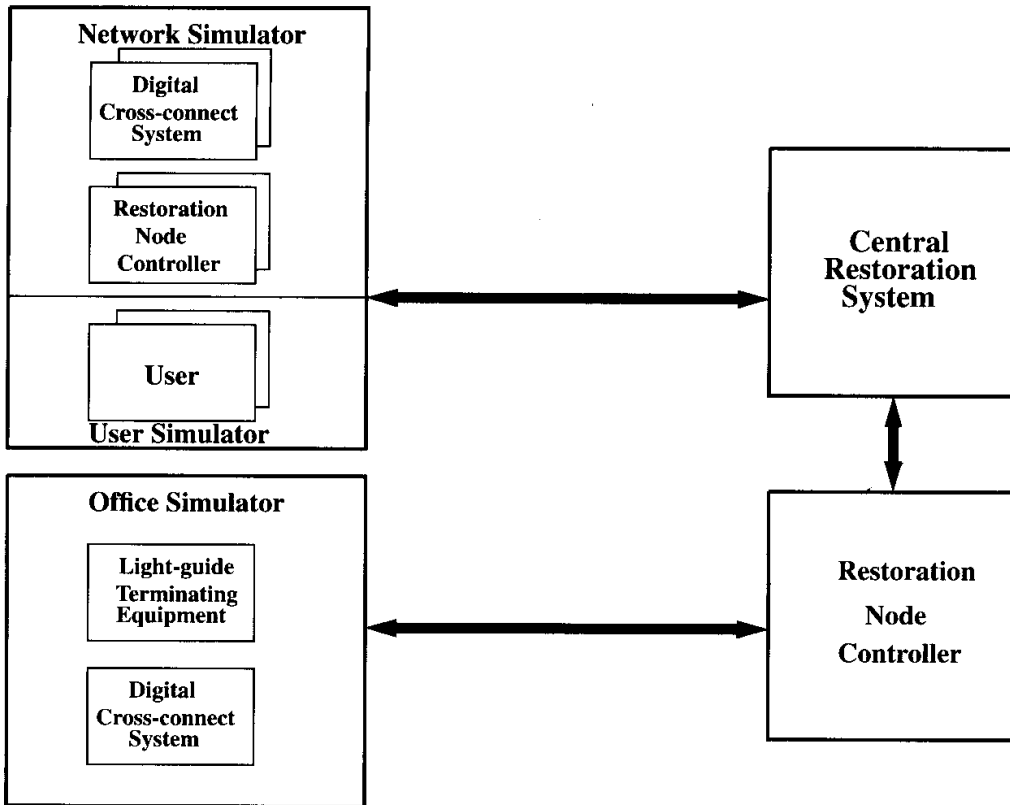 Network Simulator
Digital
Cross-connect
System
Restoration
Node
Controller
User
User Simulator
Central
Restoration
System
Office Simulator
Light-guide
Terminating
Equipment
Digital
Cross-connect
System
Restoration
Node
Controller